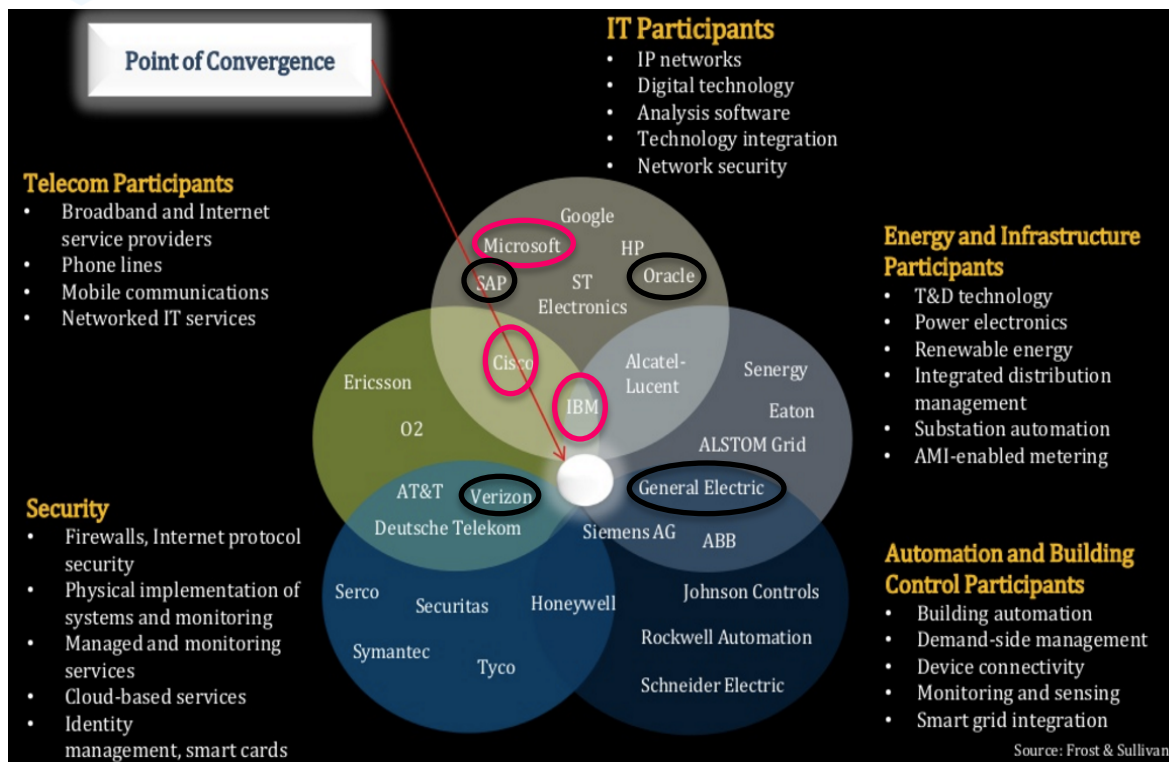 Point of Convergence
IT Participants
• IP networks
• Digital technology
• Analysis software
• Technology integration
• Network security
Telecom Participants
• Broadband and Internet
service providers
• Phone lines
• Mobile communications
• Networked IT services
Security
• Firewalls, Internet protocol
security
• Physical implementation of
systems and monitoring
• Managed and monitoring
services
• Cloud-based services
• Identity
management, smart cards
Google
Microsoft
HP
SAP
ST
Electronics
Oracle
Cisco
Alcatel-
Lucent
IBM
Ericsson
O2
Senergy
Eaton
ALSTOM Grid
AT&T
Verizon
Deutsche Telekom
General Electric
Siemens AG
ABB
Serco
Securitas
Honeywell
Symantec
Tyco
Johnson Controls
Rockwell Automation
Schneider Electric
Energy and Infrastructure
Participants
• T&D technology
• Power electronics
• Renewable energy
• Integrated distribution
management
• Substation automation
• AMI-enabled metering
Automation and Building
Control Participants
• Building automation
• Demand-side management
• Device connectivity
• Monitoring and sensing
• Smart grid integration
Source: Frost & Sullivan